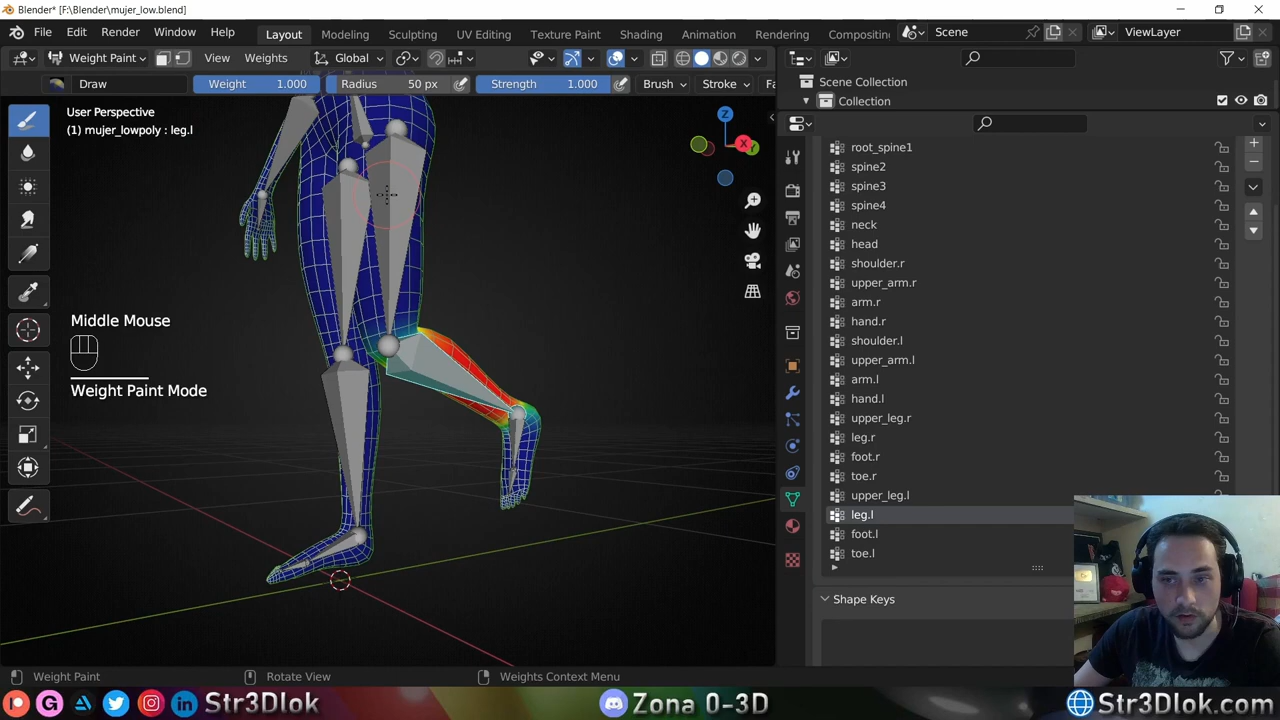 Blender* [F:\Blender\mujer_low.blend]
File Edit Render Window Help Layout Modeling Sculpting UV Editing Texture Paint Shading Animation Rendering Compositing Scene ViewLayer
Weight Paint View Weights Global
Draw Weight 1.000 Radius 50 px Strength 1.000 Brush Stroke Fa
User Perspective
(1) mujer_lowpoly : leg.l
Z
X
Y
Middle Mouse
Weight Paint Mode
Scene Collection
Collection
root_spine1
spine2
spine3
spine4
neck
head
shoulder.r
upper_arm.r
arm.r
hand.r
shoulder.l
upper_arm.l
arm.l
hand.l
upper_leg.r
leg.r
foot.r
toe.r
upper_leg.l
leg.l
foot.l
toe.l
Shape Keys
Weight Paint Rotate View Weights Context Menu
Str3Dlok Zona 0-3D Str3Dlok.com